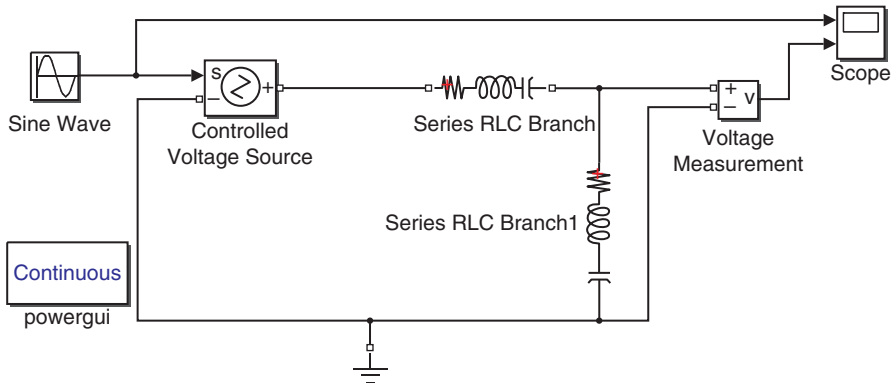 Scope
Sine Wave
s
+
−
Controlled
Voltage Source
Series RLC Branch
+
−
v
Voltage
Measurement
+
Series RLC Branch1
+
Continuous
powergui